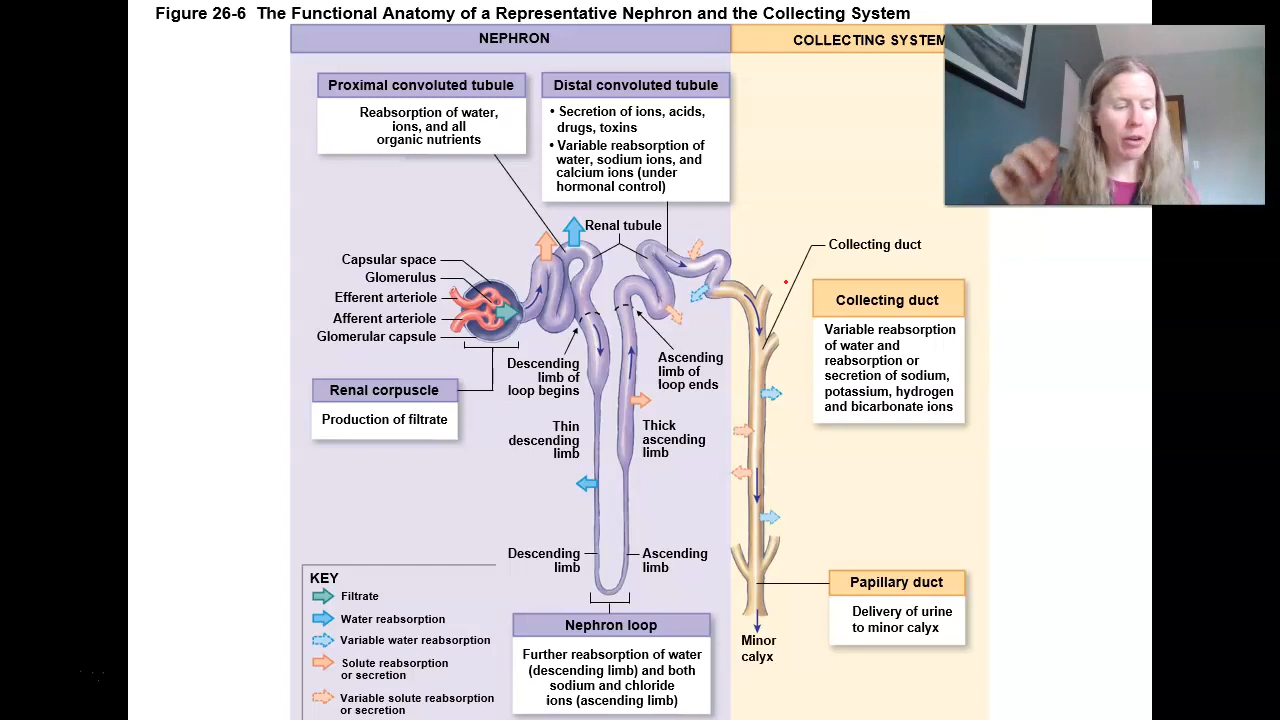 Figure 26-6 The Functional Anatomy of a Representative Nephron and the Collecting System
NEPHRON
COLLECTING SYSTEM
Proximal convoluted tubule
Reabsorption of water,
ions, and all
organic nutrients
Distal convoluted tubule
• Secretion of ions, acids,
drugs, toxins
• Variable reabsorption of
water, sodium ions, and
calcium ions (under
hormonal control)
Renal tubule
Capsular space
Glomerulus
Efferent arteriole
Afferent arteriole
Glomerular capsule
Renal corpuscle
Production of filtrate
Descending
limb of
loop begins
Ascending
limb of
loop ends
Thin
descending
limb
Thick
ascending
limb
Descending
limb
Ascending
limb
Nephron loop
Further reabsorption of water
(descending limb) and both
sodium and chloride
ions (ascending limb)
Collecting duct
Collecting duct
Variable reabsorption
of water and
reabsorption or
secretion of sodium,
potassium, hydrogen
and bicarbonate ions
Papillary duct
Delivery of urine
to minor calyx
Minor
calyx
KEY
Filtrate
Water reabsorption
Variable water reabsorption
Solute reabsorption
or secretion
Variable solute reabsorption
or secretion